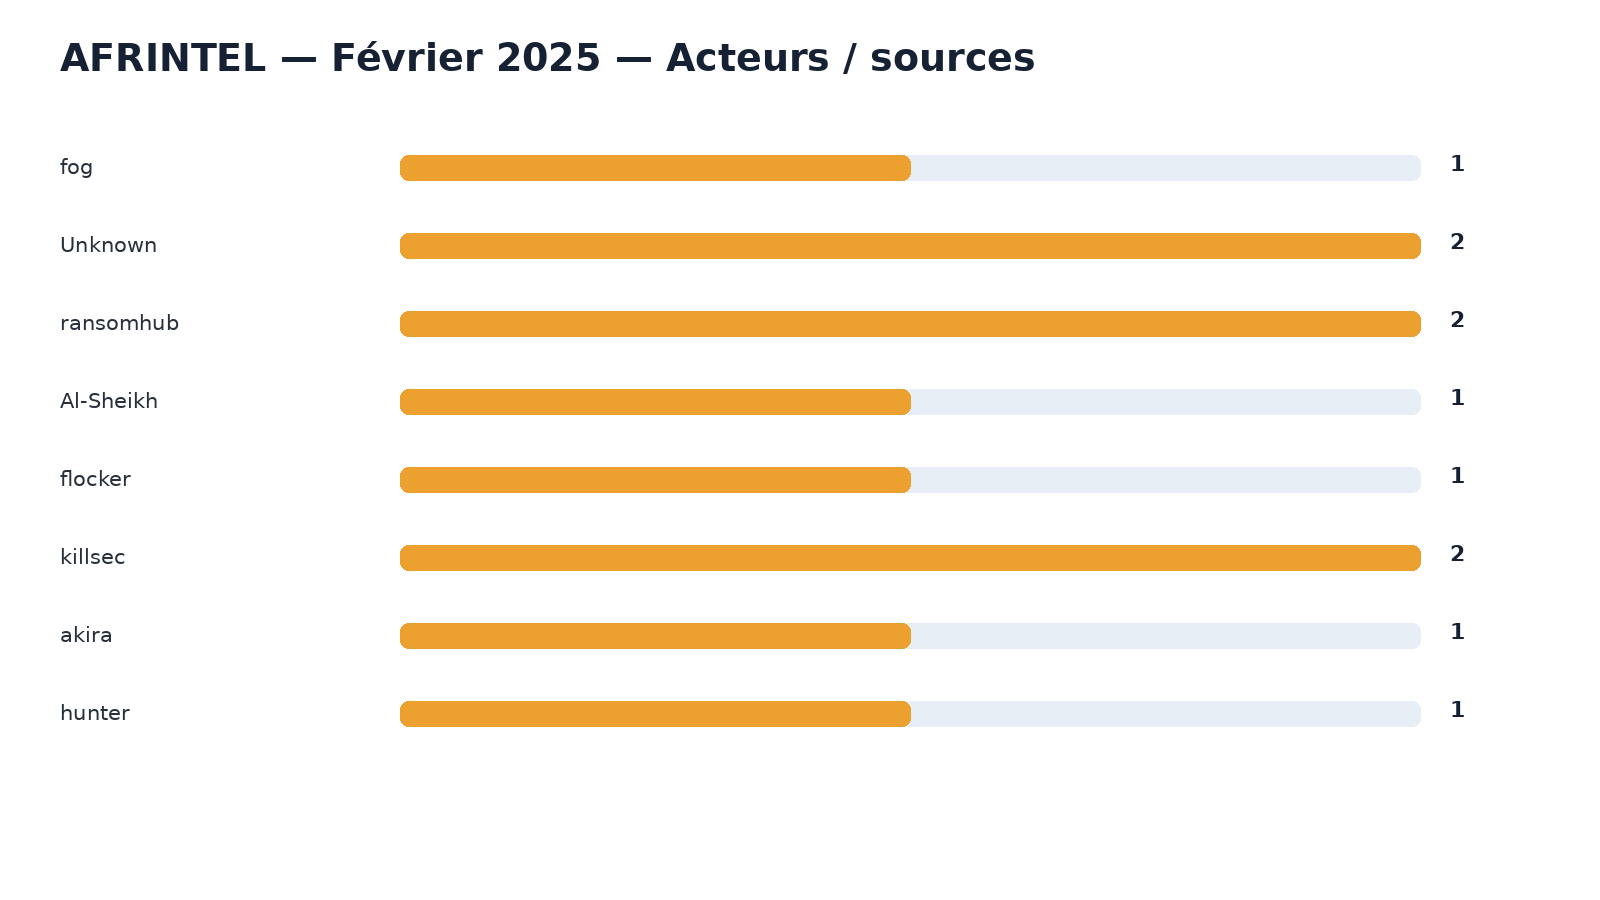 AFRINTEL — Février 2025 — Acteurs / sources
fog 1
Unknown 2
ransomhub 2
Al-Sheikh 1
flocker 1
killsec 2
akira 1
hunter 1